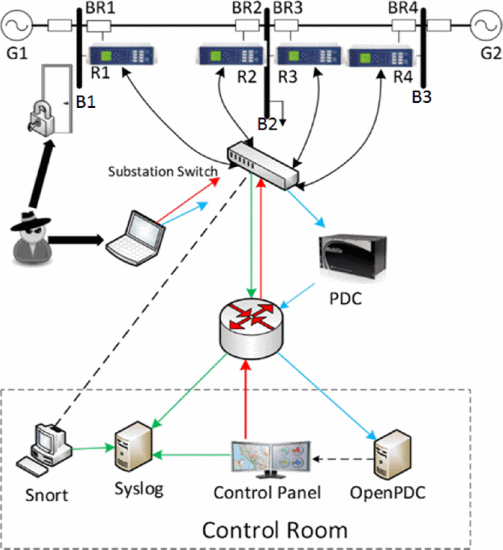 BR1 BR2 BR3 BR4
G1 G2
R1 R2 R3 R4
B1 B2 B3
Substation Switch
PDC
Snort Syslog Control Panel OpenPDC
Control Room